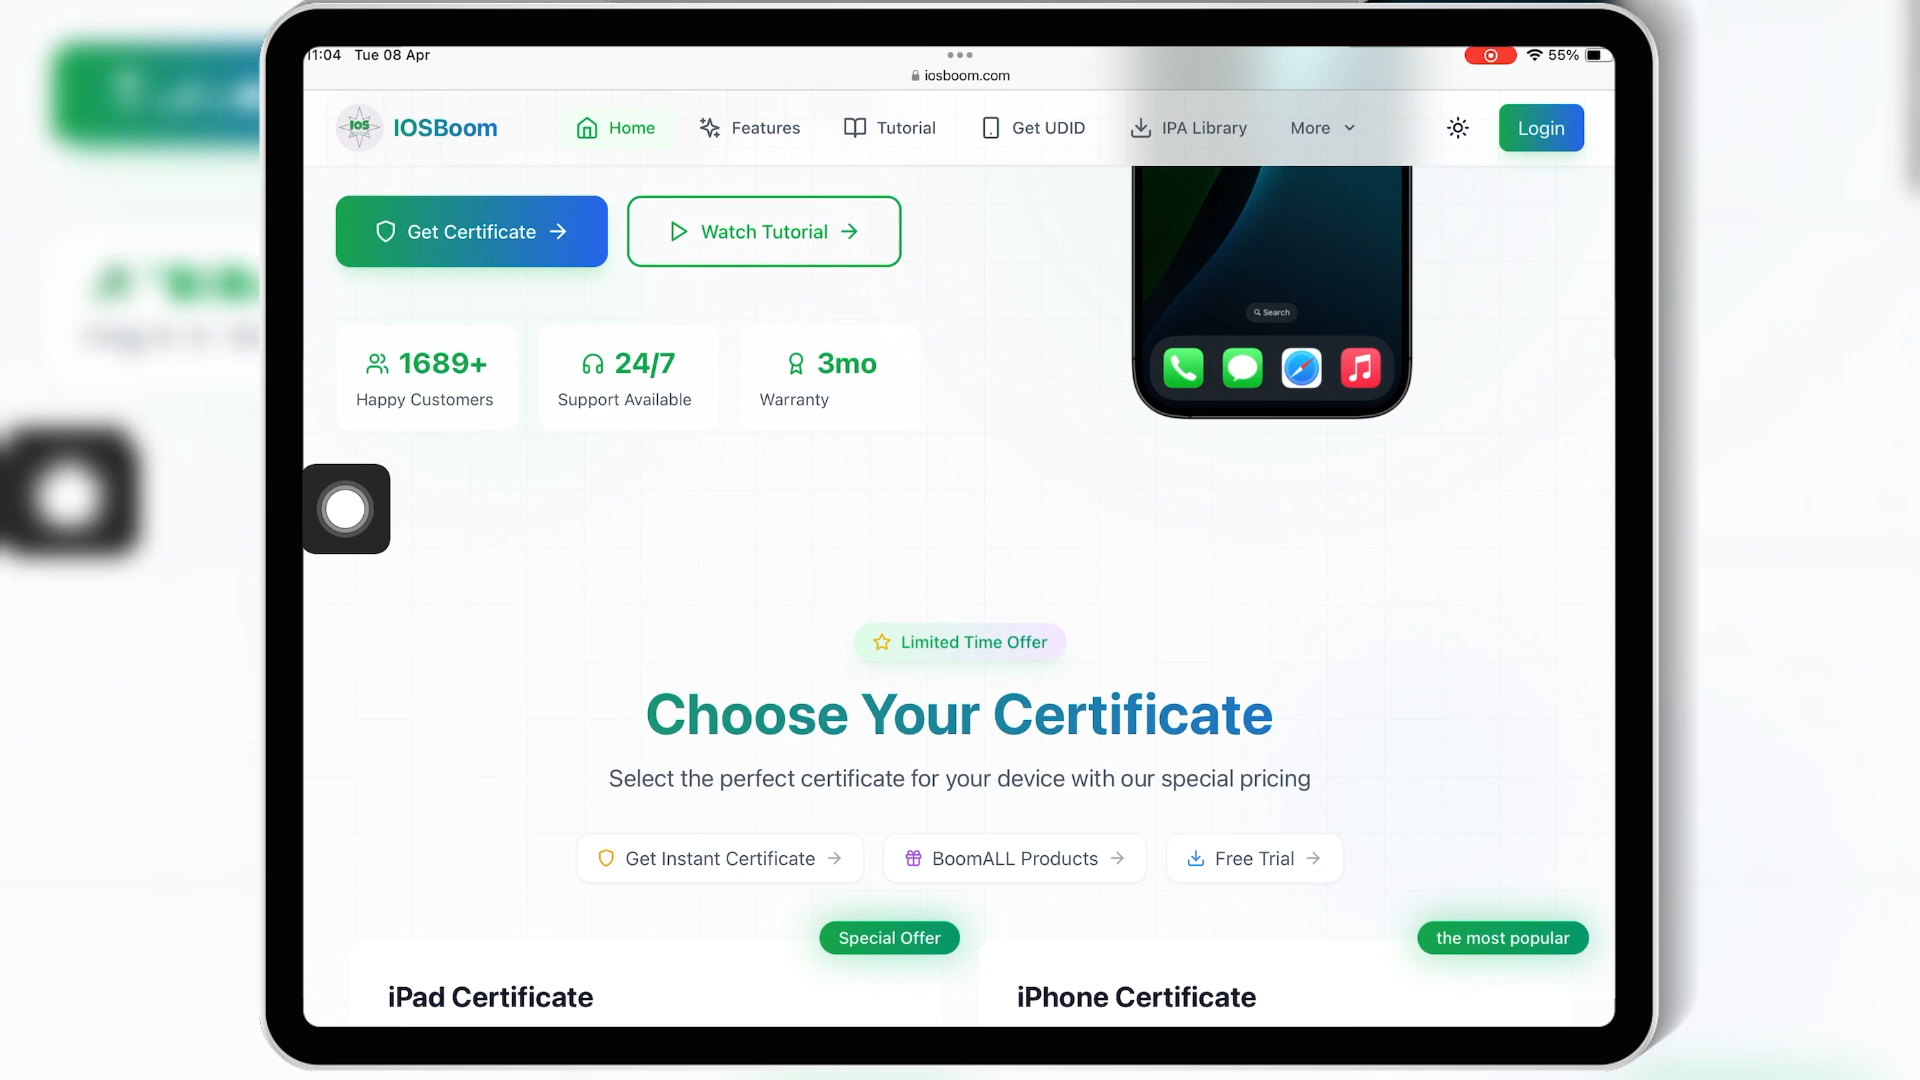 11:04 Tue 08 Apr
55%
iosboom.com
iOS
IOSBoom
Home
Features
Tutorial
Get UDID
IPA Library
More
Login
Get Certificate
Watch Tutorial
Search
1689+
Happy Customers
24/7
Support Available
3mo
Warranty
Limited Time Offer
Choose Your Certificate
Select the perfect certificate for your device with our special pricing
Get Instant Certificate
BoomALL Products
Free Trial
Special Offer
the most popular
iPad Certificate
iPhone Certificate